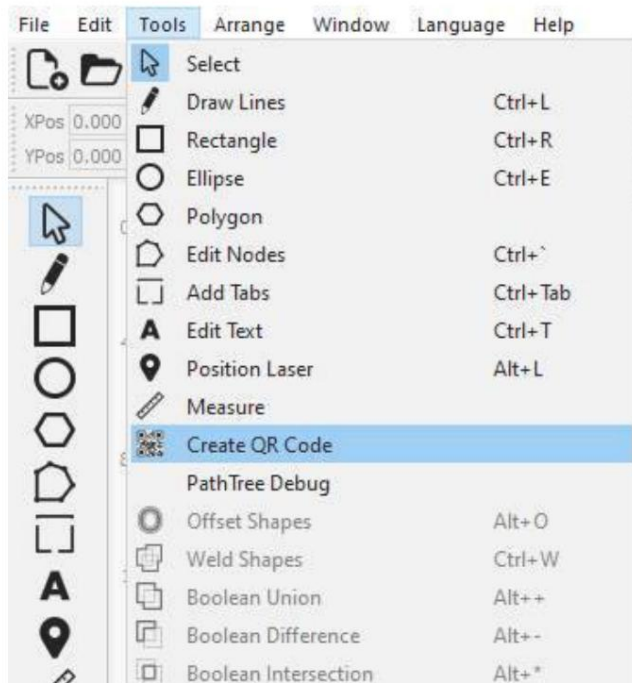 File Edit Tools Arrange Window Language Help
Select
Draw Lines Ctrl+L
XPos 0.000
Rectangle Ctrl+R
YPos 0.000
Ellipse Ctrl+E
Polygon
Edit Nodes Ctrl+`
Add Tabs Ctrl+Tab
A Edit Text Ctrl+T
Position Laser Alt+L
Measure
Create QR Code
PathTree Debug
Offset Shapes Alt+O
Weld Shapes Ctrl+W
A
Boolean Union Alt++
Boolean Difference Alt+-
Boolean Intersection Alt+*